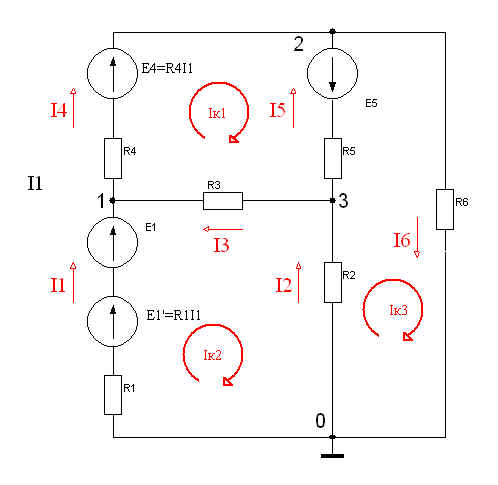 2
E4=R4I1
E5
I4
Iк1
I5
R4
R5
I1
1
R3
3
R6
E1
I3
I6
I1
I2
R2
E1'=R1I1
Iк3
Iк2
R1
0